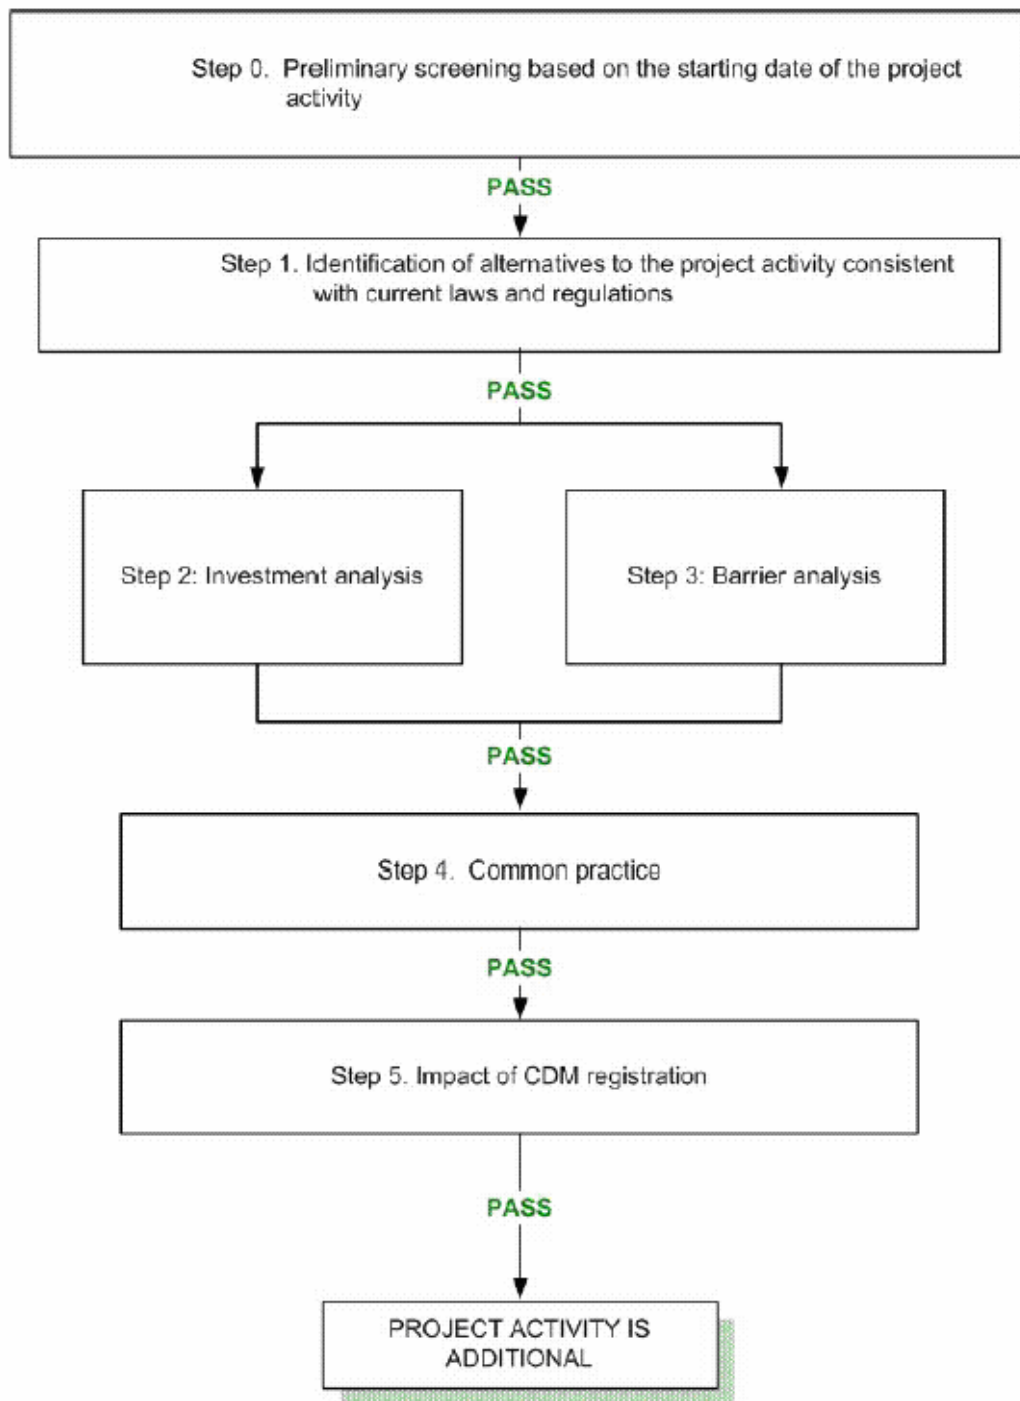 Step 0. Preliminary screening based on the starting date of the project
activity
PASS
Step 1. Identification of alternatives to the project activity consistent
with current laws and regulations
PASS
Step 2: Investment analysis
Step 3: Barrier analysis
PASS
Step 4. Common practice
PASS
Step 5. Impact of CDM registration
PASS
PROJECT ACTIVITY IS
ADDITIONAL